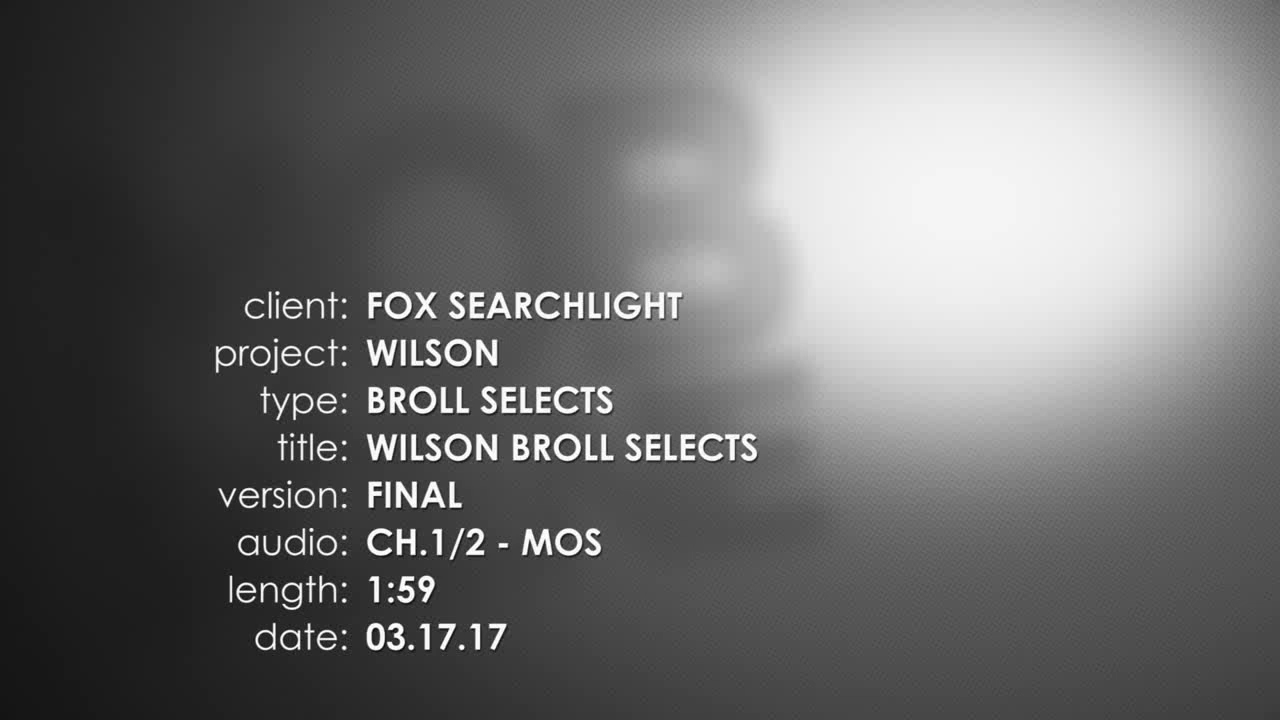 client: FOX SEARCHLIGHT
project: WILSON
type: BROLL SELECTS
title: WILSON BROLL SELECTS
version: FINAL
audio: CH.1/2 - MOS
length: 1:59
date: 03.17.17